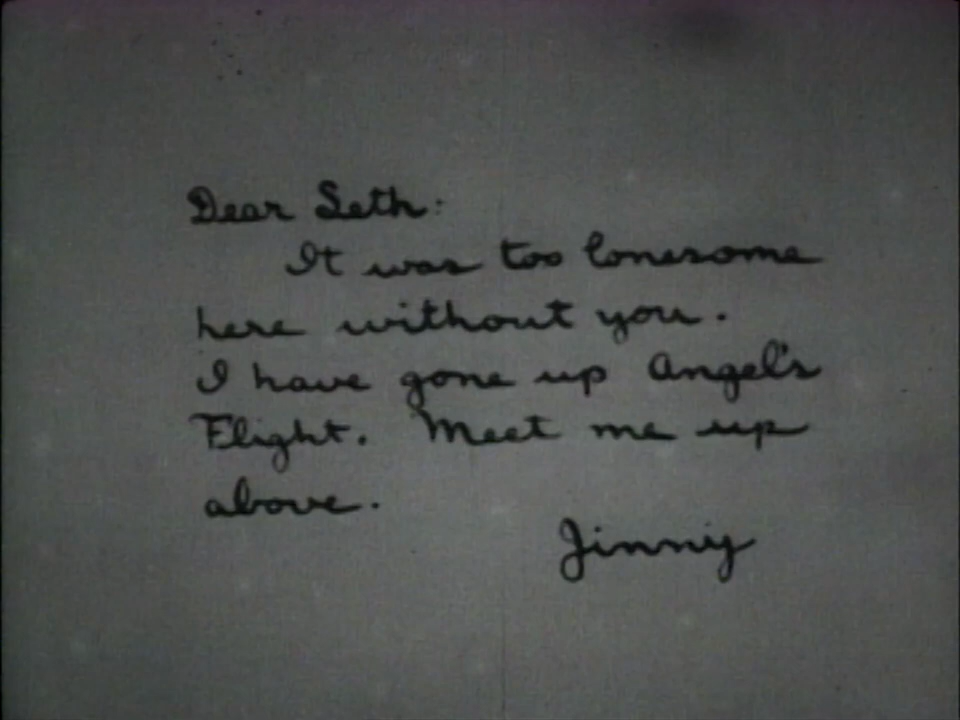 Dear Seth:
It was too lonesome
here without you.
I have gone up Angel's
Flight. Meet me up
above.
Jinny